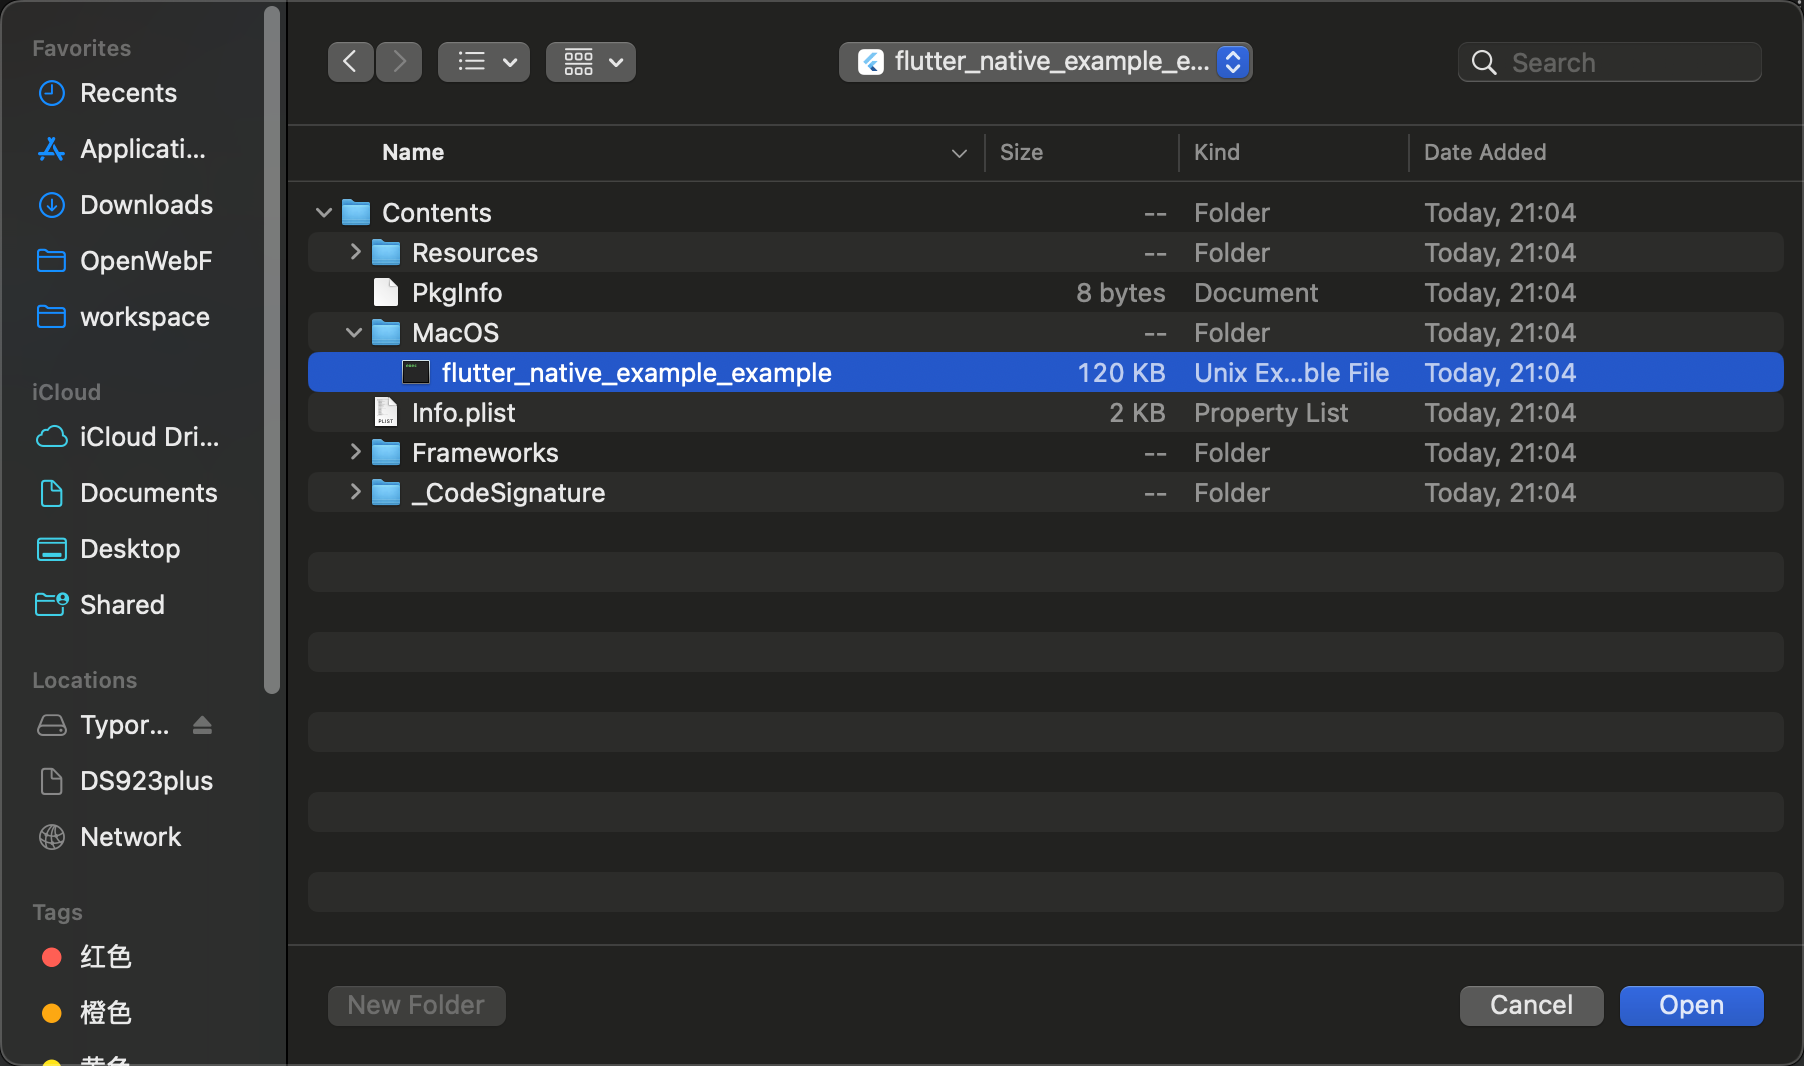 Favorites
Recents
Applicati...
Downloads
OpenWebF
workspace
iCloud
iCloud Dri...
Documents
Desktop
Shared
Locations
Typor...
DS923plus
Network
Tags
红色
橙色
黄色
flutter_native_example_e...
Search
Name Size Kind Date Added
Contents -- Folder Today, 21:04
Resources -- Folder Today, 21:04
PkgInfo 8 bytes Document Today, 21:04
MacOS -- Folder Today, 21:04
flutter_native_example_example 120 KB Unix Ex...ble File Today, 21:04
PLIST
Info.plist 2 KB Property List Today, 21:04
Frameworks -- Folder Today, 21:04
_CodeSignature -- Folder Today, 21:04
New Folder Cancel Open